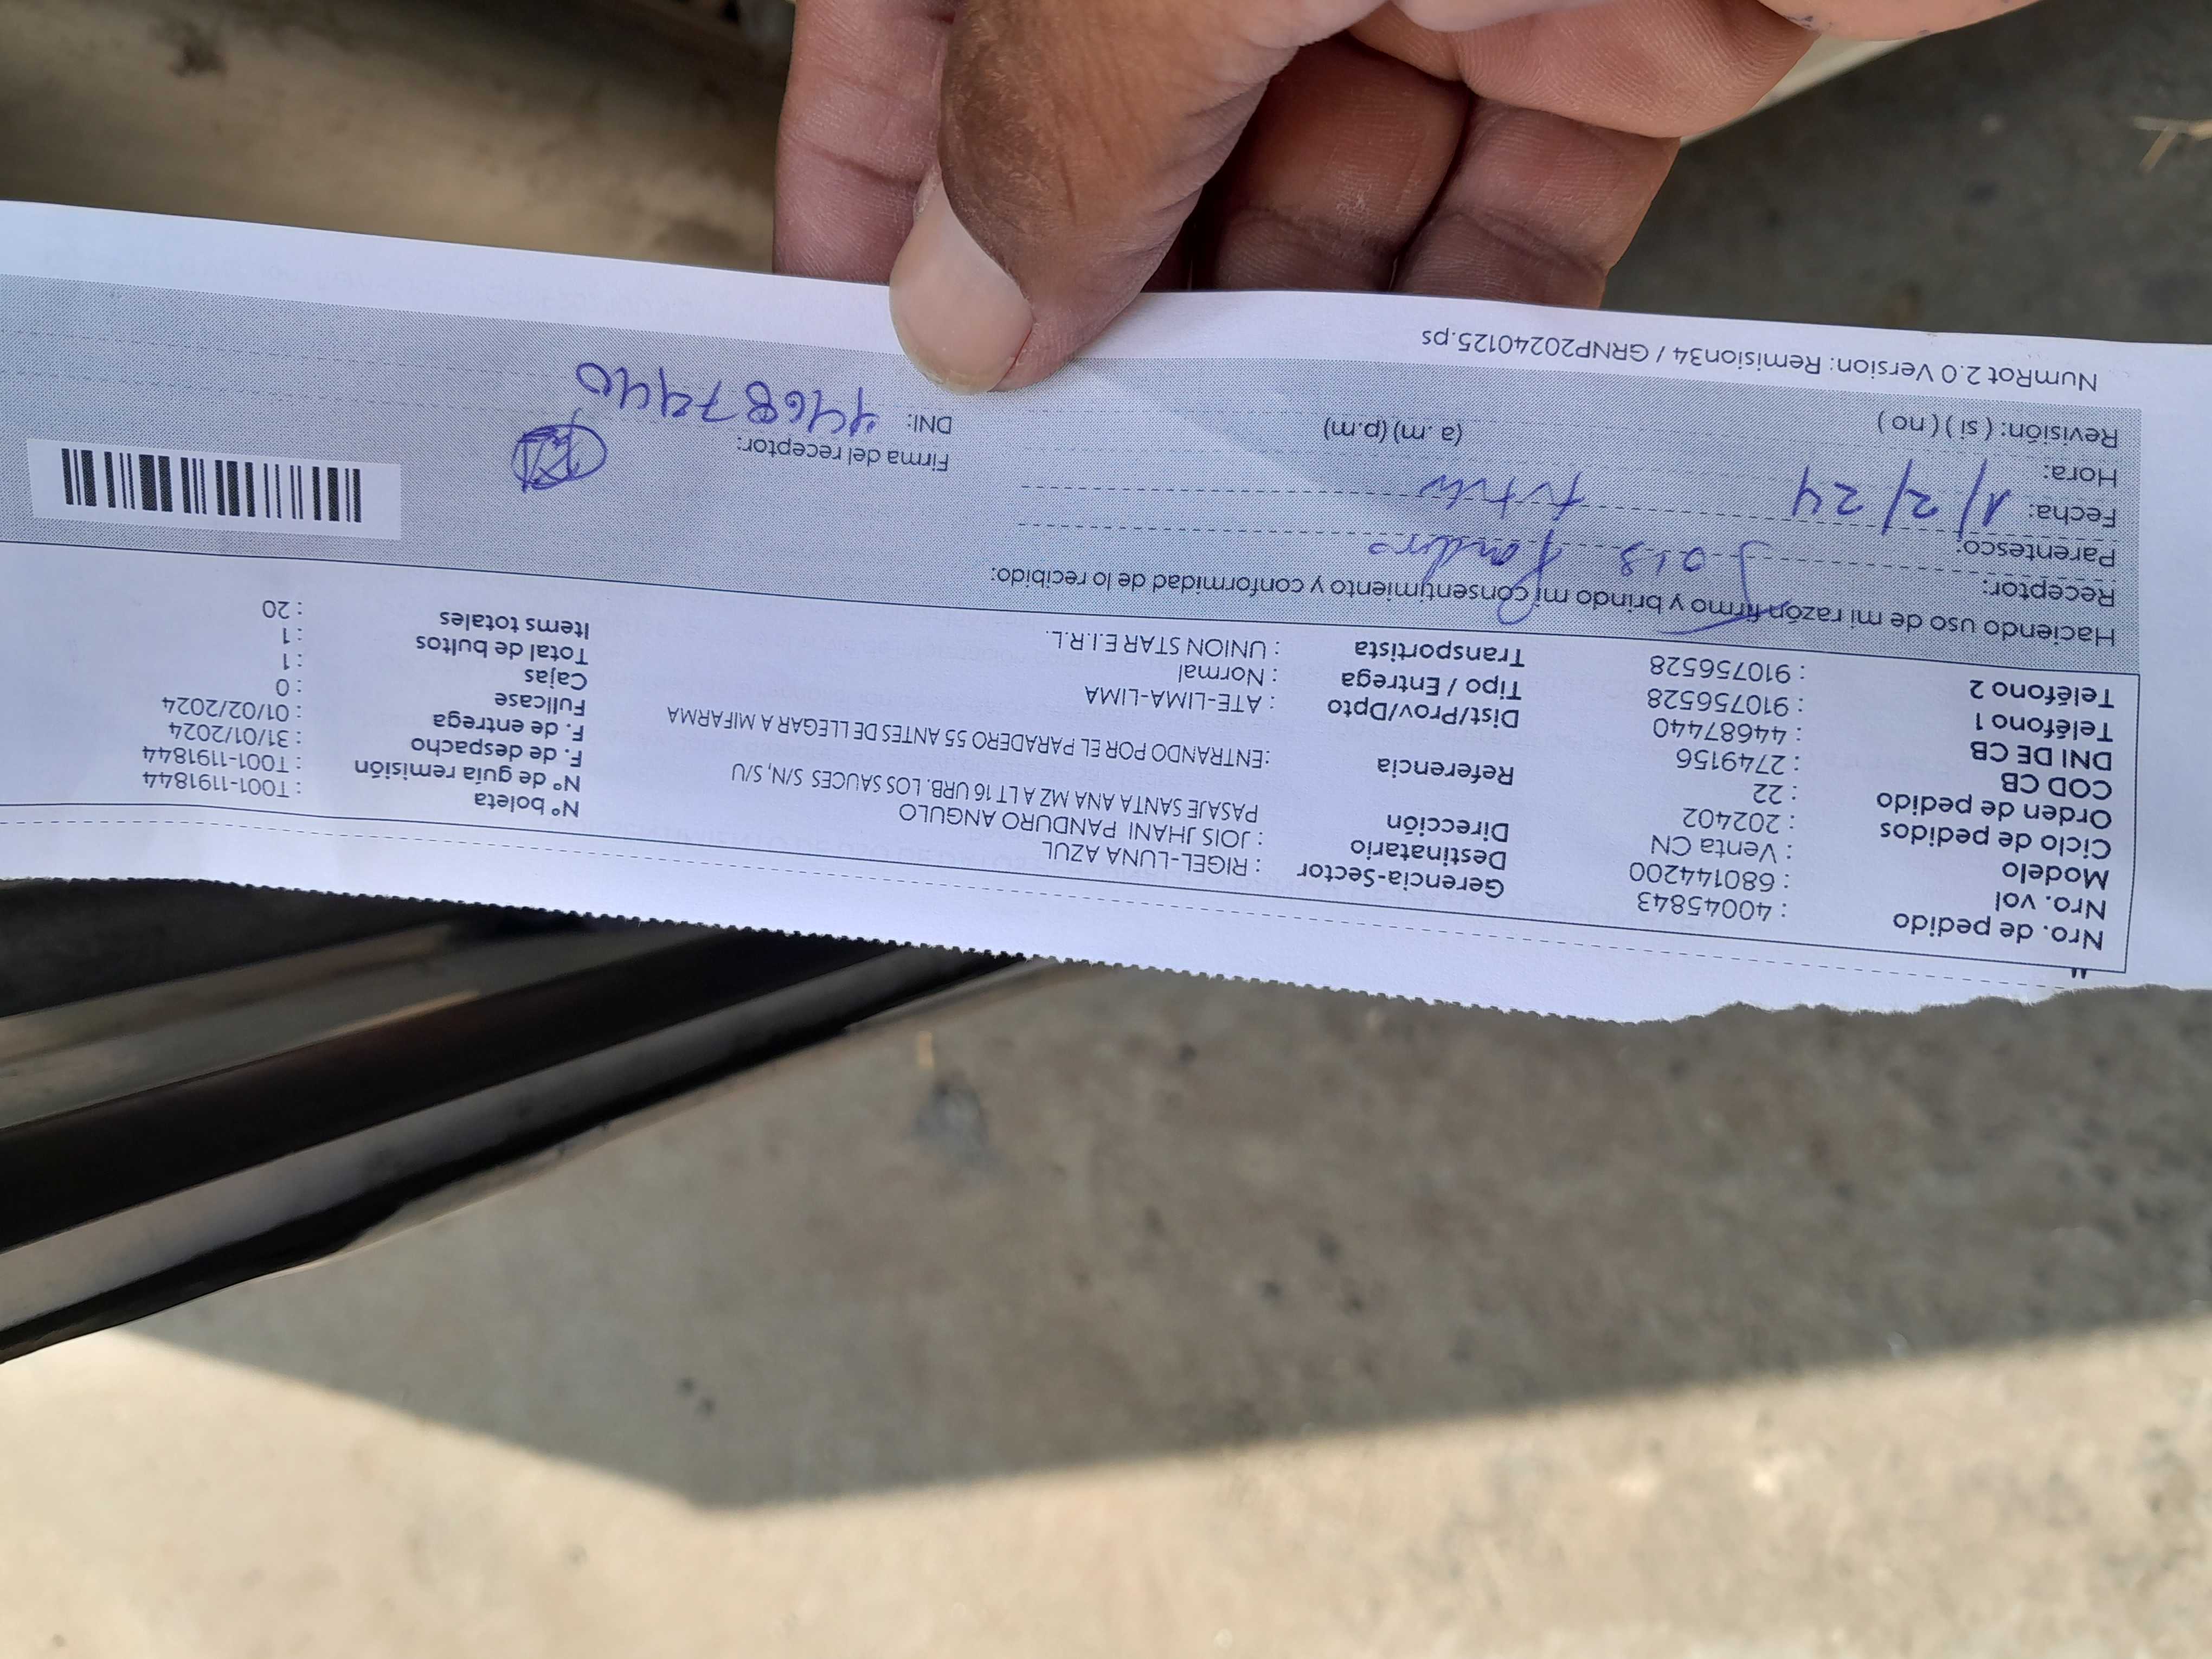 Nro. de pedido : 40045843
Nro. vol : 680144200
Modelo : Venta CN
Ciclo de pedidos : 202402
Orden de pedido : 22
COD CB : 2749156
DNI DE CB : 44687440
Teléfono 1 : 910756528
Teléfono 2 : 910756528
Gerencia-Sector : RIGEL-LUNA AZUL
Destinatario : JOIS JHANI PANDURO ANGULO
Dirección PASAJE SANTA ANA MZ A LT 16 URB. LOS SAUCES S/N, S/U
Referencia :ENTRANDO POR EL PARADERO 55 ANTES DE LLEGAR A MIFARMA
Dist/Prov/Dpto : ATE-LIMA-LIMA
Tipo / Entrega : Normal
Transportista : UNION STAR E.I.R.L.
N° boleta : T001-1191844
N° de guía remisión : T001-1191844
F. de despacho : 31/01/2024
F. de entrega : 01/02/2024
Fullcase : 0
Cajas : 1
Total de bultos : 1
Items totales : 20
Haciendo uso de mi razón firmo y brindo mi consentimiento y conformidad de lo recibido:
Receptor: Jois Panduro
Parentesco:
Fecha: 1/2/24
Hora: (a.m) (p.m)
Revisión: ( si ) ( no )
Firma del receptor:
DNI: 44687440
NumRot 2.0 Version: Remision34 / GRNP20240125.ps